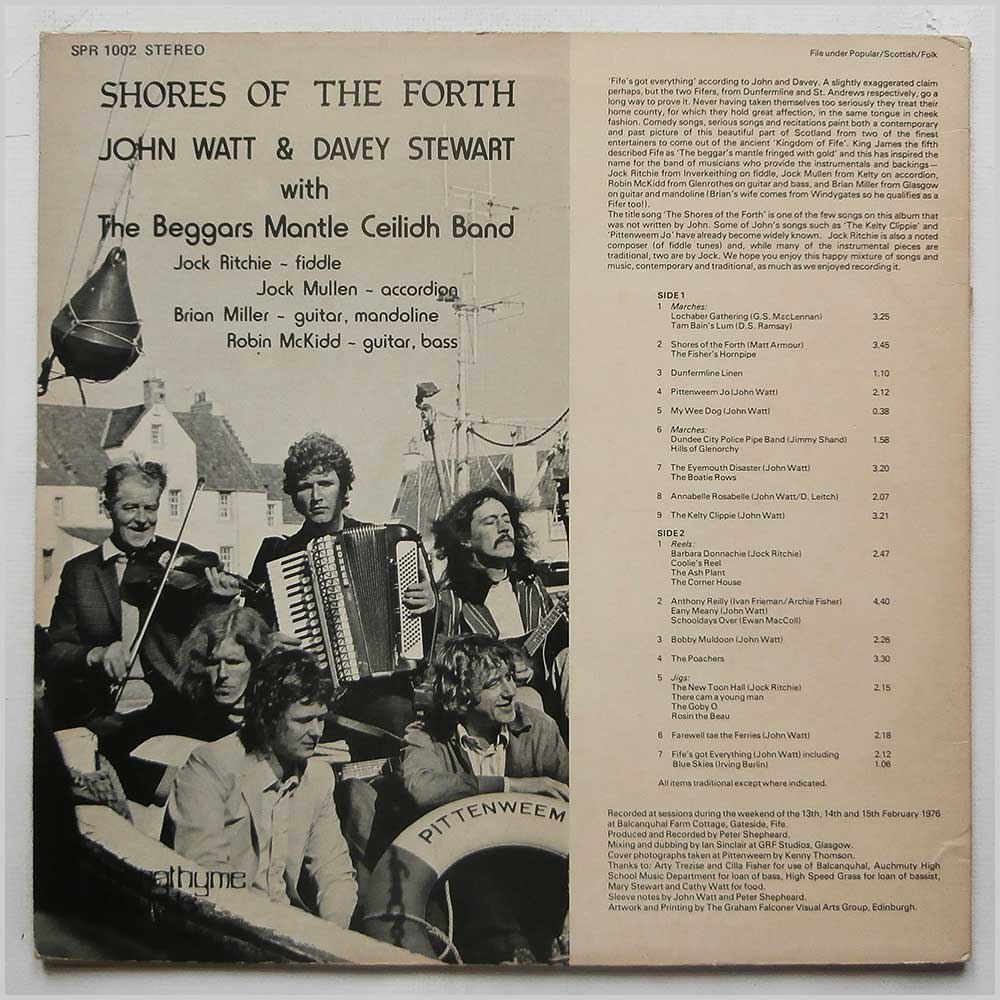 SPR 1002 STEREO
SHORES OF THE FORTH
JOHN WATT & DAVEY STEWART
with
The Beggars Mantle Ceilidh Band
Jock Ritchie ~ fiddle
Jock Mullen ~ accordion
Brian Miller ~ guitar, mandoline
Robin McKidd ~ guitar, bass
HOHNER
PITTENWEEM
File under Popular/Scottish/Folk
'Fife's got everything' according to John and Davey. A slightly exaggerated claim
perhaps, but the two Fifers, from Dunfermline and St. Andrews respectively, go a
long way to prove it. Never having taken themselves too seriously they treat their
home county, for which they hold great affection, in the same tongue in cheek
fashion. Comedy songs, serious songs and recitations paint both a contemporary
and past picture of this beautiful part of Scotland from two of the finest
entertainers to come out of the ancient 'Kingdom of Fife'. King James the fifth
described Fife as 'The beggar's mantle fringed with gold' and this has inspired the
name for the band of musicians who provide the instrumentals and backings—
Jock Ritchie from Inverkeithing on fiddle, Jock Mullen from Kelty on accordion,
Robin McKidd from Glenrothes on guitar and bass, and Brian Miller from Glasgow
on guitar and mandoline (Brian's wife comes from Windygates so he qualifies as a
Fifer too!).
The title song 'The Shores of the Forth' is one of the few songs on this album that
was not written by John. Some of John's songs such as 'The Kelty Clippie' and
'Pittenweem Jo' have already become widely known. Jock Ritchie is also a noted
composer (of fiddle tunes) and, while many of the instrumental pieces are
traditional, two are by Jock. We hope you enjoy this happy mixture of songs and
music, contemporary and traditional, as much as we enjoyed recording it.
SIDE 1
1 Marches:
Lochaber Gathering (G.S. MacLennan) 3.25
Tam Bain's Lum (D.S. Ramsay)
2 Shores of the Forth (Matt Armour) 3.45
The Fisher's Hornpipe
3 Dunfermline Linen 1:10
4 Pittenweem Jo (John Watt) 2:12
5 My Wee Dog (John Watt) 0.38
6 Marches:
Dundee City Police Pipe Band (Jimmy Shand) 1.58
Hills of Glenorchy
7 The Eyemouth Disaster (John Watt) 3.20
The Boatie Rows
8 Annabelle Rosabelle (John Watt/D. Leitch) 2.07
9 The Kelty Clippie (John Watt) 3.21
SIDE 2
1 Reels:
Barbara Donnachie (Jock Ritchie) 2.47
Coolie's Reel
The Ash Plant
The Corner House
2 Anthony Reilly (Ivan Frieman/Archie Fisher) 4.40
Eany Meany (John Watt)
Schooldays Over (Ewan MacColl)
3 Bobby Muldoon (John Watt) 2:26
4 The Poachers 3.30
5 Jigs:
The New Toon Hall (Jock Ritchie) 2.15
There cam a young man
The Goby O
Rosin the Beau
6 Farewell tae the Ferries (John Watt) 2:18
7 Fife's got Everything (John Watt) including 2.12
Blue Skies (Irving Berlin) 1.06
All items traditional except where indicated.
Recorded at sessions during the weekend of the 13th, 14th and 15th February 1976
at Balcanquhal Farm Cottage, Gateside, Fife.
Produced and Recorded by Peter Shepheard.
Mixing and dubbing by Ian Sinclair at GRF Studios, Glasgow.
Cover photographs taken at Pittenweem by Kenny Thomson.
Thanks to: Arty Trezise and Cilla Fisher for use of Balcanquhal, Auchmuty High
School Music Department for loan of bass, High Speed Grass for loan of bassist,
Mary Stewart and Cathy Watt for food.
Sleeve notes by John Watt and Peter Shepheard.
Artwork and Printing by The Graham Falconer Visual Arts Group, Edinburgh.